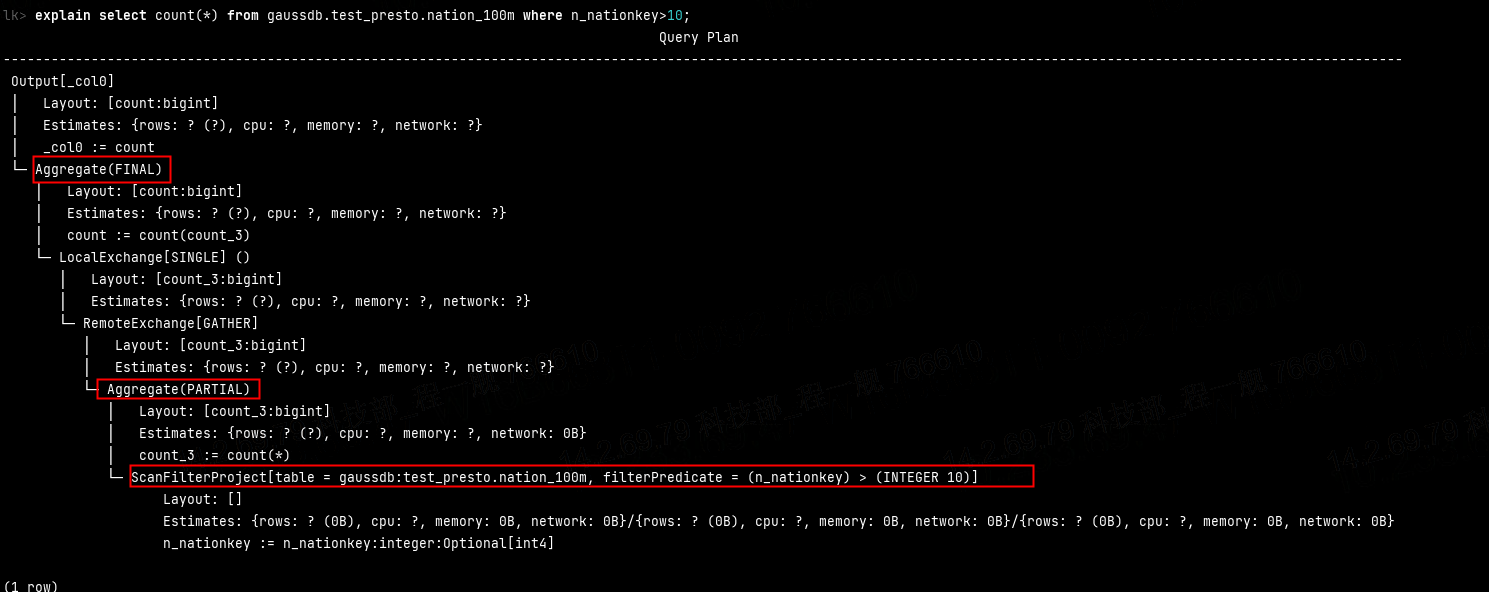 lk> explain select count(*) from gaussdb.test_presto.nation_100m where n_nationkey>10;
Query Plan
-------------------------------------------------------------------------------------------------------------------------------------------------------------------------------
Output[_col0]
│   Layout: [count:bigint]
│   Estimates: {rows: ? (?), cpu: ?, memory: ?, network: ?}
│   _col0 := count
└─ Aggregate(FINAL)
   │   Layout: [count:bigint]
   │   Estimates: {rows: ? (?), cpu: ?, memory: ?, network: ?}
   │   count := count(count_3)
   └─ LocalExchange[SINGLE] ()
      │   Layout: [count_3:bigint]
      │   Estimates: {rows: ? (?), cpu: ?, memory: ?, network: ?}
      └─ RemoteExchange[GATHER]
         │   Layout: [count_3:bigint]
         │   Estimates: {rows: ? (?), cpu: ?, memory: ?, network: ?}
         └─ Aggregate(PARTIAL)
            │   Layout: [count_3:bigint]
            │   Estimates: {rows: ? (?), cpu: ?, memory: ?, network: 0B}
            │   count_3 := count(*)
            └─ ScanFilterProject[table = gaussdb:test_presto.nation_100m, filterPredicate = (n_nationkey) > (INTEGER 10)]
                   Layout: []
                   Estimates: {rows: ? (0B), cpu: ?, memory: 0B, network: 0B}/{rows: ? (0B), cpu: ?, memory: 0B, network: 0B}/{rows: ? (0B), cpu: ?, memory: 0B, network: 0B}
                   n_nationkey := n_nationkey:integer:Optional[int4]
(1 row)